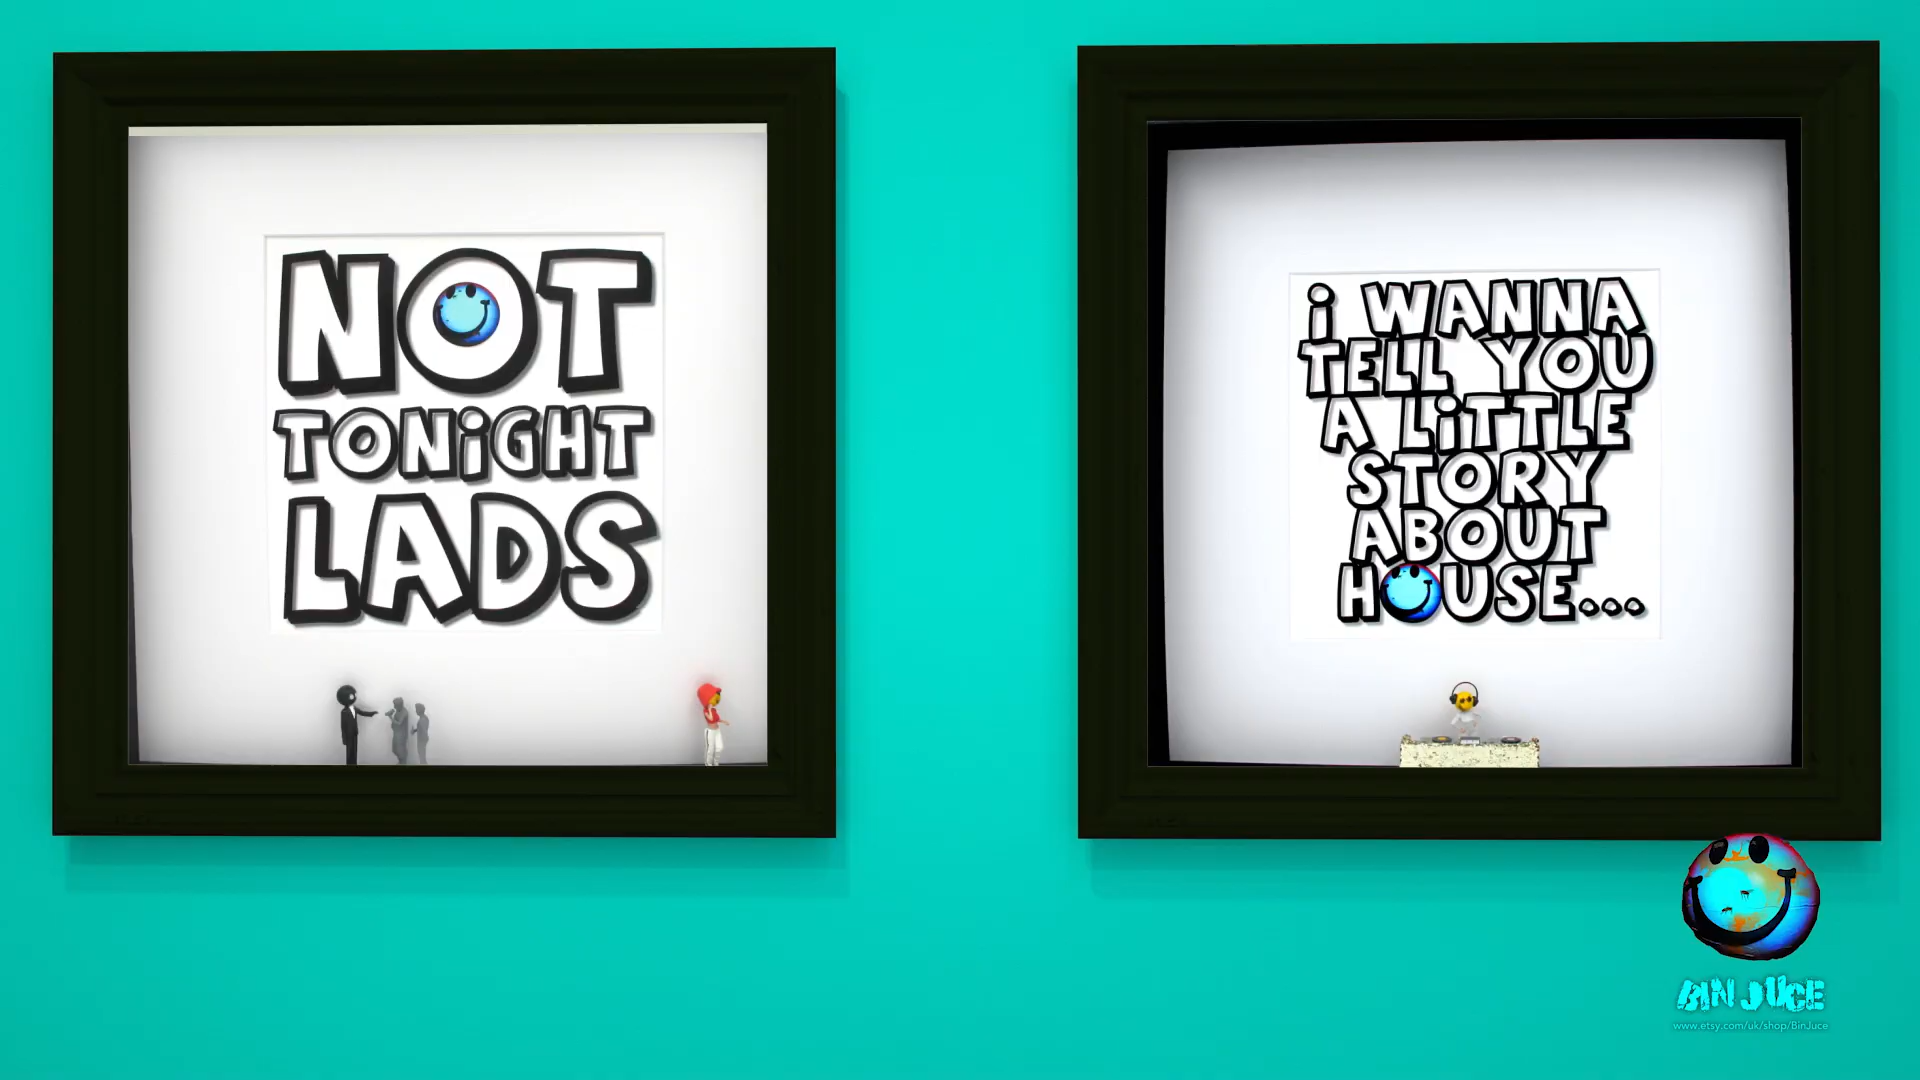 NOT
TONiGHT
LADS
i WANNA
TELL YOU
A LiTTLE
STORY
ABOUT
HOUSE...
BIN JUCE
www.etsy.com/uk/shop/BinJuce